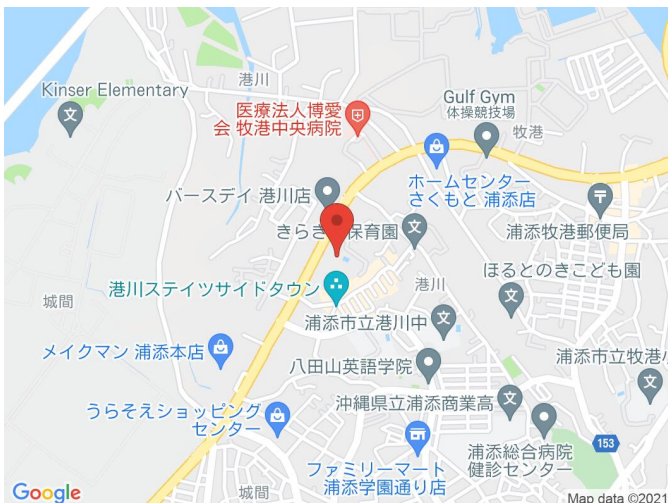 港川
Kinser Elementary
Gulf Gym
体操競技場
医療法人博愛
会 牧港中央病院
牧港
ホームセンター
さくもと 浦添店
バースデイ 港川店
きらき
保育園
浦添牧港郵便局
港川
ほるとのきこども園
港川ステイツサイドタウン
城間
浦添市立港川中
メイクマン 浦添本店
八田山英語学院
浦添市立牧港小
沖縄県立浦添商業高
うらそえショッピング
センター
153
浦添総合病院
健診センター
ファミリーマート
浦添学園通り店
城間
Google
Map data ©2021